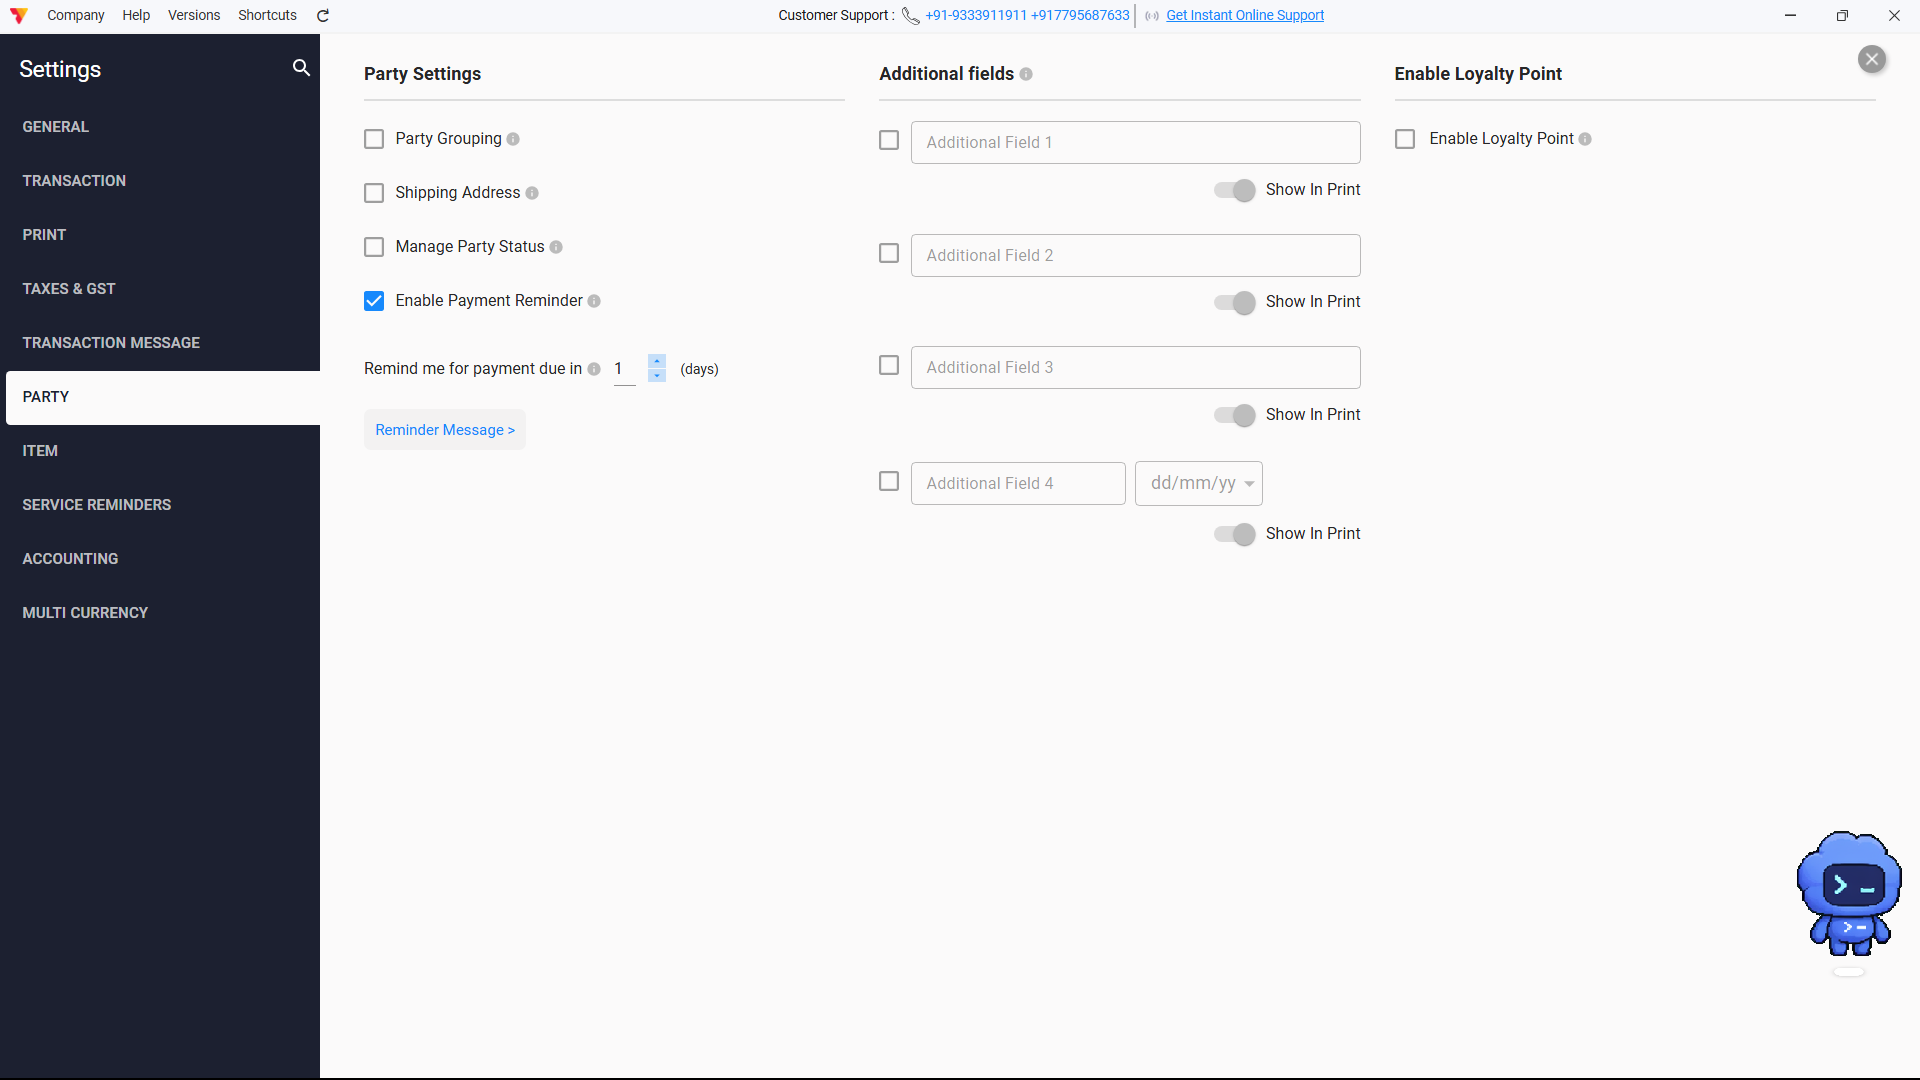 Company Help Versions Shortcuts
Customer Support : +91-9333911911 +917795687633 Get Instant Online Support
Settings
GENERAL
TRANSACTION
PRINT
TAXES & GST
TRANSACTION MESSAGE
PARTY
ITEM
SERVICE REMINDERS
ACCOUNTING
MULTI CURRENCY
Party Settings
Party Grouping
Shipping Address
Manage Party Status
Enable Payment Reminder
Remind me for payment due in 1 (days)
Reminder Message >
Additional fields
Additional Field 1
Show In Print
Additional Field 2
Show In Print
Additional Field 3
Show In Print
Additional Field 4 dd/mm/yy
Show In Print
Enable Loyalty Point
Enable Loyalty Point